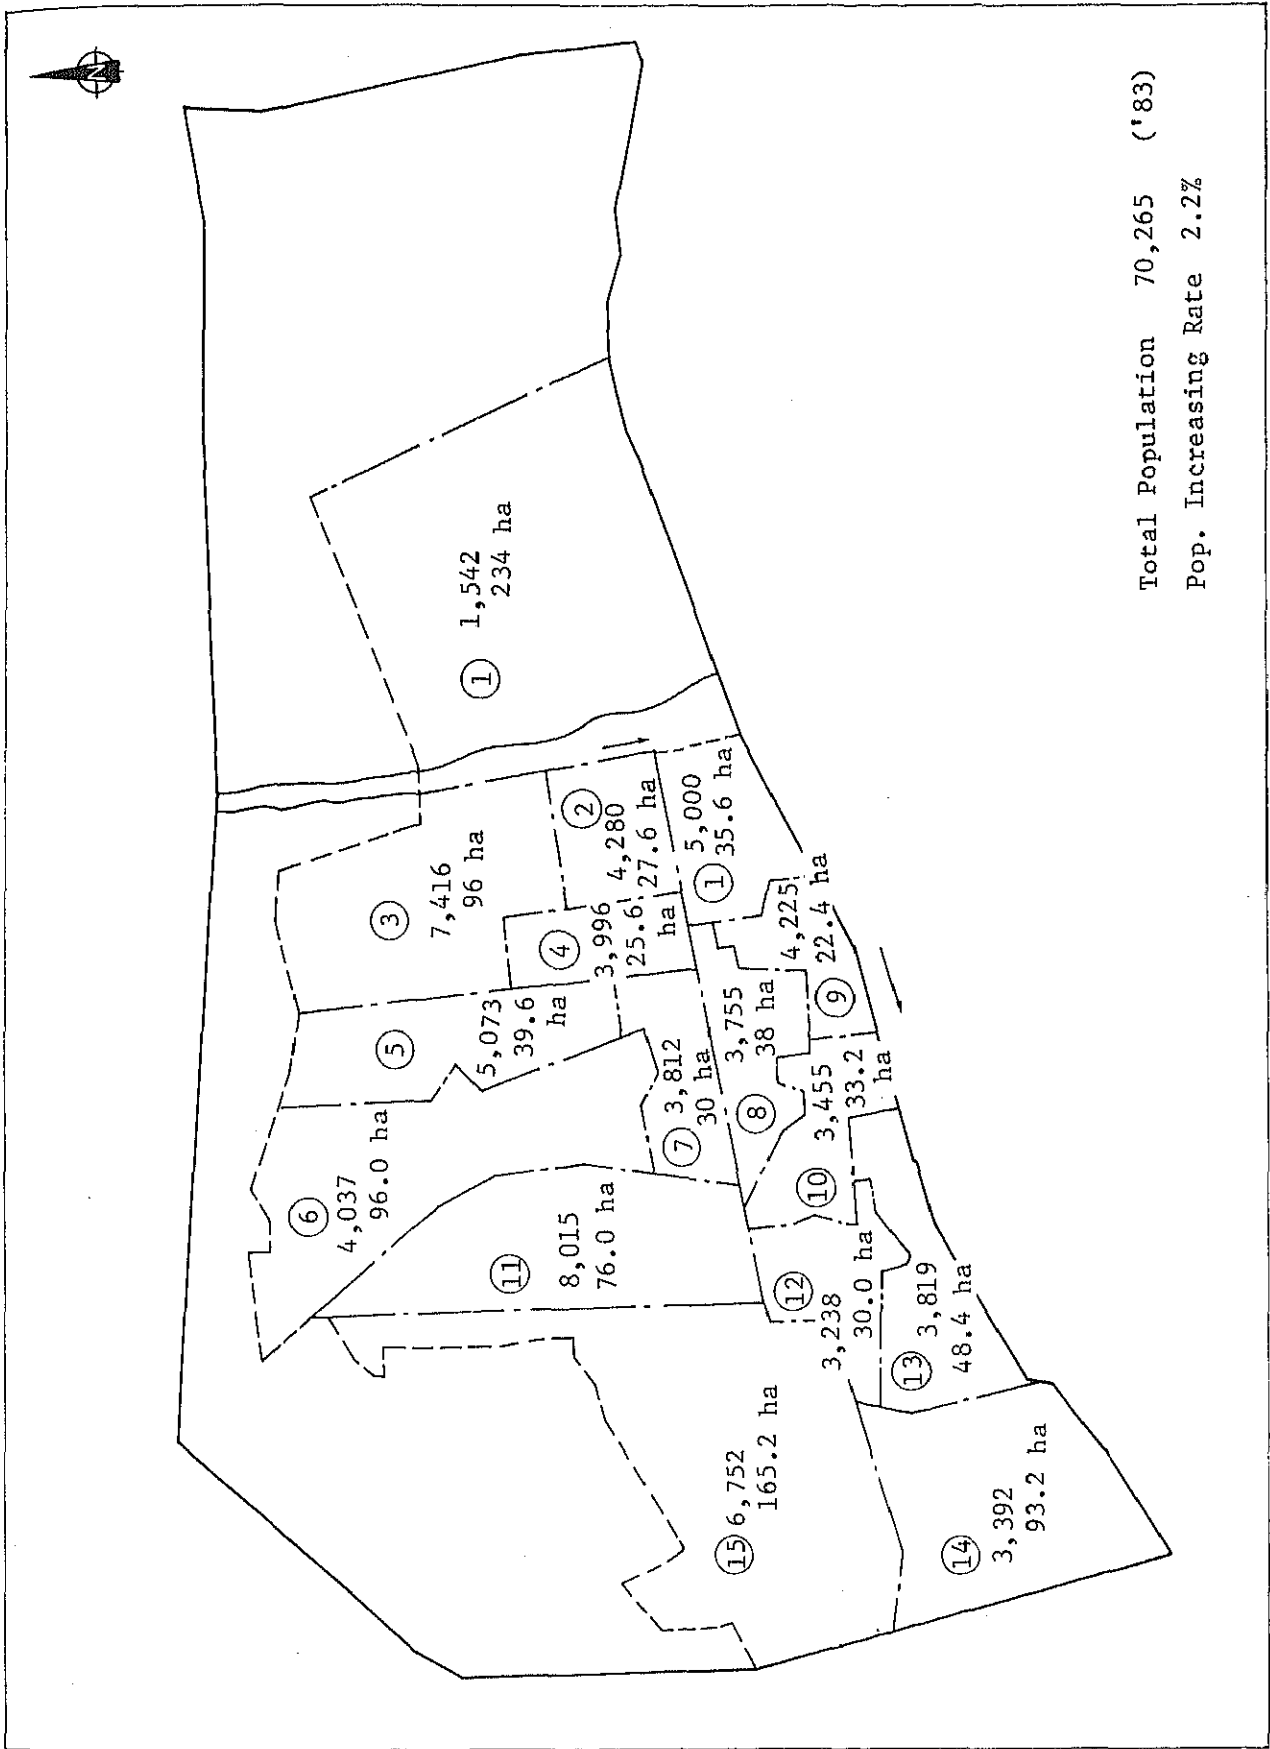 N
① 1,542
234 ha
③
7,416
96 ha
②
4,280
27.6 ha
④
3,996
25.6
ha
① 5,000
35.6 ha
⑤
5,073
39.6
ha
⑥
4,037
96.0 ha
⑦ 3,812
30 ha
⑧
3,755
38 ha
⑨
4,225
22.4 ha
⑩
3,455
33.2
ha
⑪
8,015
76.0 ha
⑫
3,238
30.0 ha
⑬ 3,819
48.4 ha
⑭
3,392
93.2 ha
⑮ 6,752
165.2 ha
Total Population 70,265 ('83)
Pop. Increasing Rate 2.2%